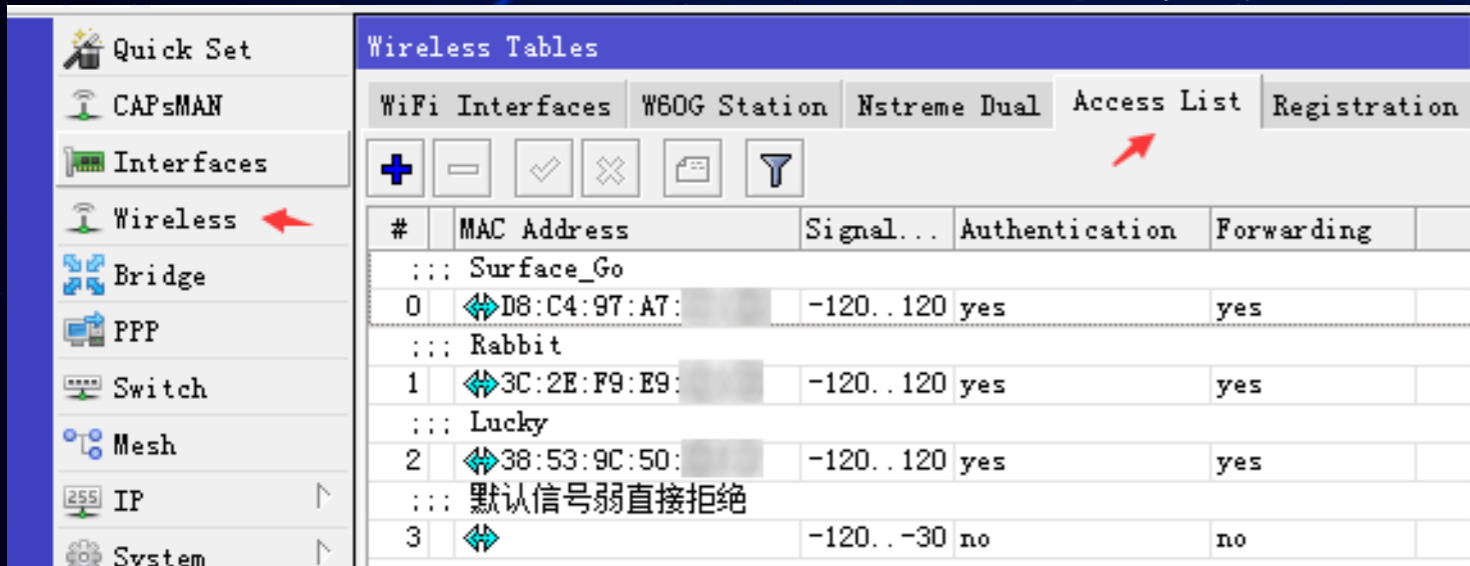 Quick Set
CAPsMAN
Interfaces
Wireless
Bridge
PPP
Switch
Mesh
255 IP
System
Wireless Tables
WiFi Interfaces W60G Station Nstreme Dual Access List Registration
# MAC Address Signal... Authentication Forwarding
;;; Surface_Go
0 D8:C4:97:A7: -120..120 yes yes
;;; Rabbit
1 3C:2E:F9:E9: -120..120 yes yes
;;; Lucky
2 38:53:9C:50: -120..120 yes yes
;;; 默认信号弱直接拒绝
3 -120..-30 no no